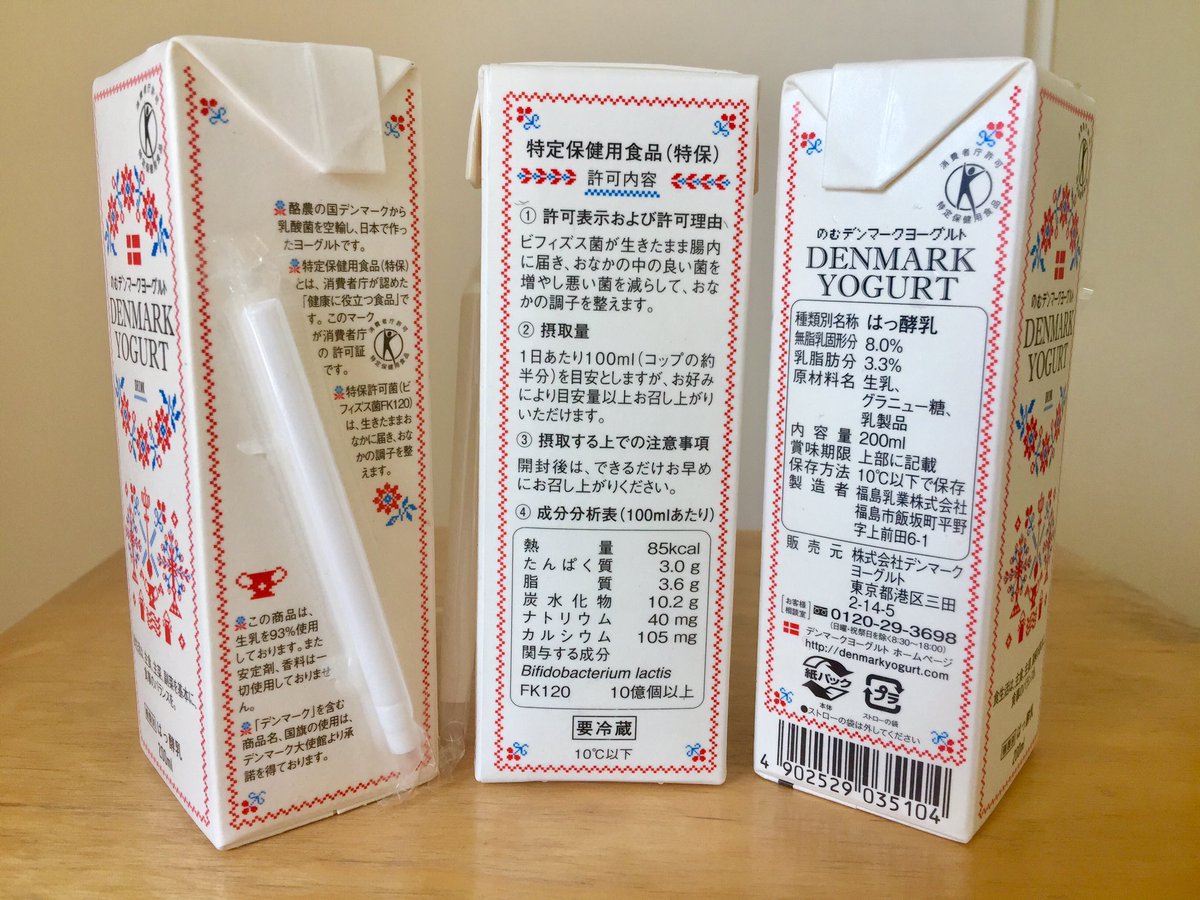 のむデンマークヨーグルト
DENMARK
YOGURT
酪農の国デンマークから
乳酸菌を空輸し、日本で作っ
たヨーグルトです。
特定保健用食品(特保)
とは、消費者庁が認めた
「健康に役立つ食品」で
す。このマーク
が消費者庁
の許可証
です。
消費者庁許可
特定保健用食品
特保許可菌(ビ
フィズス菌FK120)
は、生きたままお
なかに届き、おな
かの調子を整
えます。
この商品は、
生乳を93%使用
しております。また
安定剤、香料は一
切使用しておりませ
ん。
「デンマーク」を含む
商品名、国旗の使用は、
デンマーク大使館より承
諾を得ております。
特定保健用食品(特保)
許可内容
① 許可表示および許可理由
ビフィズス菌が生きたまま腸内
に届き、おなかの中の良い菌を
増やし悪い菌を減らして、おな
かの調子を整えます。
② 摂取量
1日あたり100ml(コップの約
半分)を目安としますが、お好み
により目安量以上お召し上がり
いただけます。
③ 摂取する上での注意事項
開封後は、できるだけお早め
にお召し上がりください。
④ 成分分析表(100mlあたり)
熱量 85kcal
たんぱく質 3.0 g
脂質 3.6 g
炭水化物 10.2 g
ナトリウム 40 mg
カルシウム 105 mg
関与する成分
Bifidobacterium lactis
FK120 10億個以上
要冷蔵
10℃以下
消費者庁許可
特定保健用食品
のむデンマークヨーグルト
DENMARK
YOGURT
種類別名称 はっ酵乳
無脂乳固形分 8.0%
乳脂肪分 3.3%
原材料名 生乳、
グラニュー糖、
乳製品
内容量 200ml
賞味期限 上部に記載
保存方法 10℃以下で保存
製造者 福島乳業株式会社
福島市飯坂町平野
字上前田6-1
販売元 株式会社デンマーク
ヨーグルト
東京都港区三田
2-14-5
お客様相談室 0120-29-3698
(日曜・祝祭日を除く8:30~18:00)
デンマークヨーグルト ホームページ
http://denmarkyogurt.com
紙パック
本体
プラ
ストローの袋
●ストローの袋は外してください
4 902529 035104
のむデンマークヨーグルト
DENMARK
YOGURT